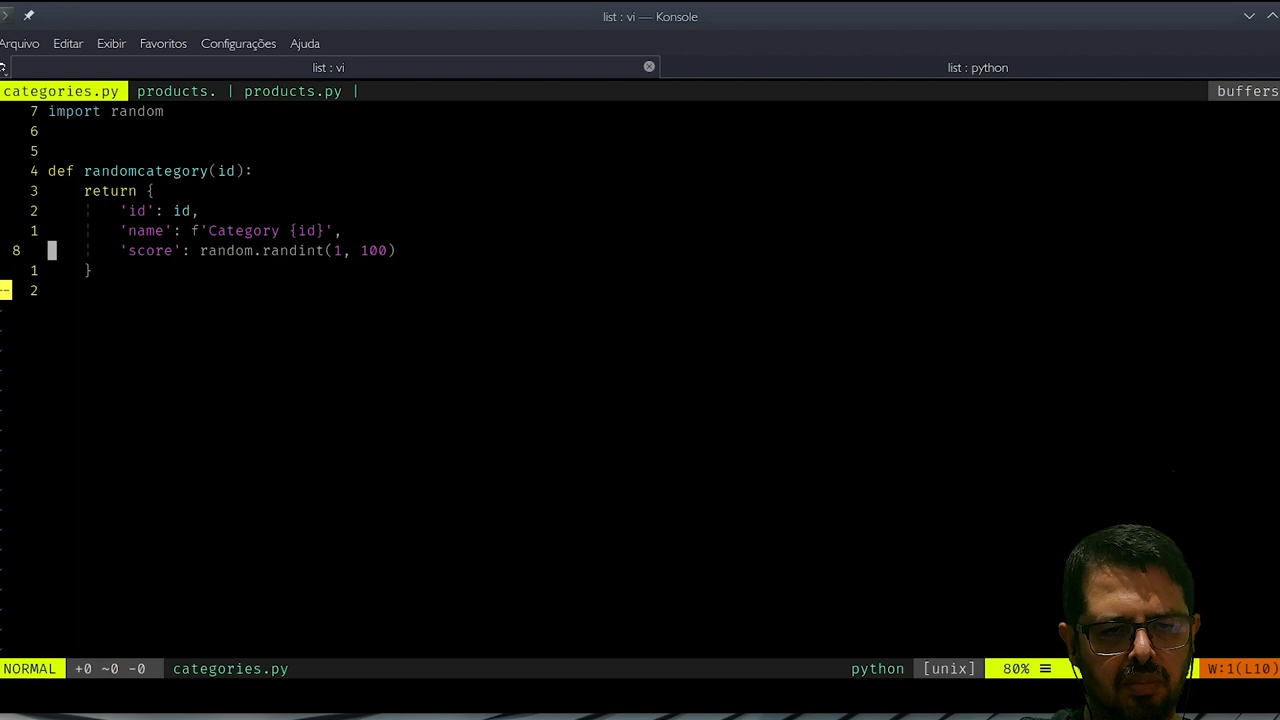 list : vi — Konsole
Arquivo Editar Exibir Favoritos Configurações Ajuda
list : vi
list : python
categories.py products. | products.py | buffers
7 import random
6
5
4 def randomcategory(id):
3 return {
2 'id': id,
1 'name': f'Category {id}',
8 'score': random.randint(1, 100)
1 }
2
NORMAL +0 ~0 -0 categories.py python [unix] 80% W:1(L10)